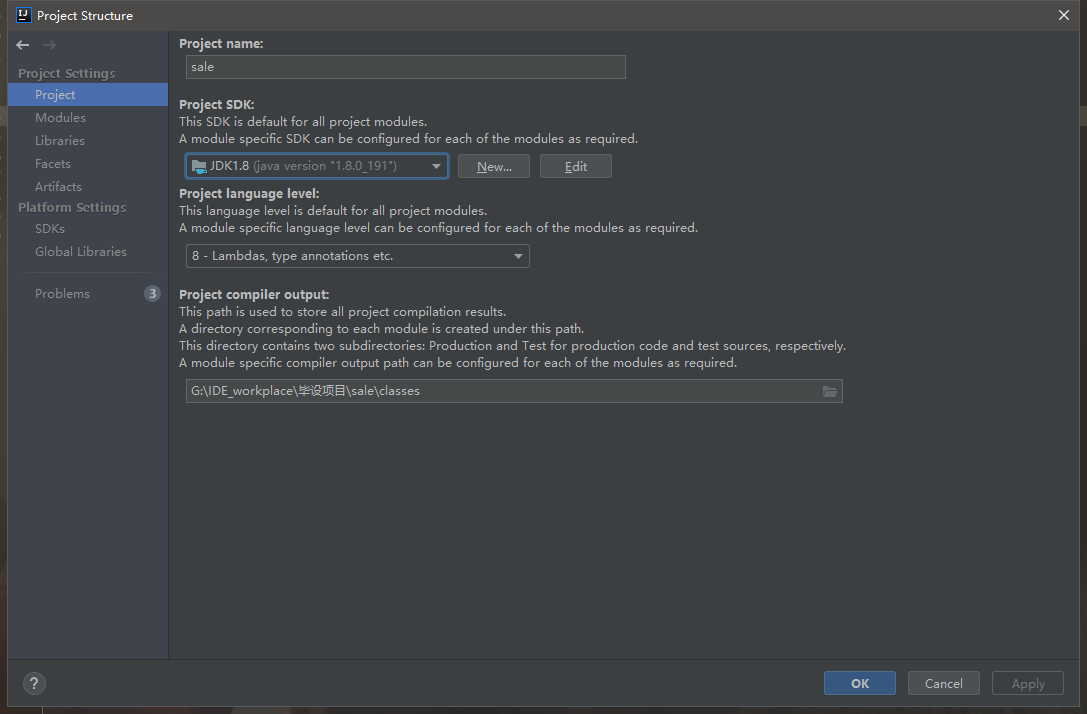 Project Structure
Project Settings
Project
Modules
Libraries
Facets
Artifacts
Platform Settings
SDKs
Global Libraries
Problems
3
Project name:
sale
Project SDK:
This SDK is default for all project modules.
A module specific SDK can be configured for each of the modules as required.
JDK1.8 (java version "1.8.0_191")
New...
Edit
Project language level:
This language level is default for all project modules.
A module specific language level can be configured for each of the modules as required.
8 - Lambdas, type annotations etc.
Project compiler output:
This path is used to store all project compilation results.
A directory corresponding to each module is created under this path.
This directory contains two subdirectories: Production and Test for production code and test sources, respectively.
A module specific compiler output path can be configured for each of the modules as required.
G:\IDE_workplace\毕设项目\sale\classes
?
OK
Cancel
Apply